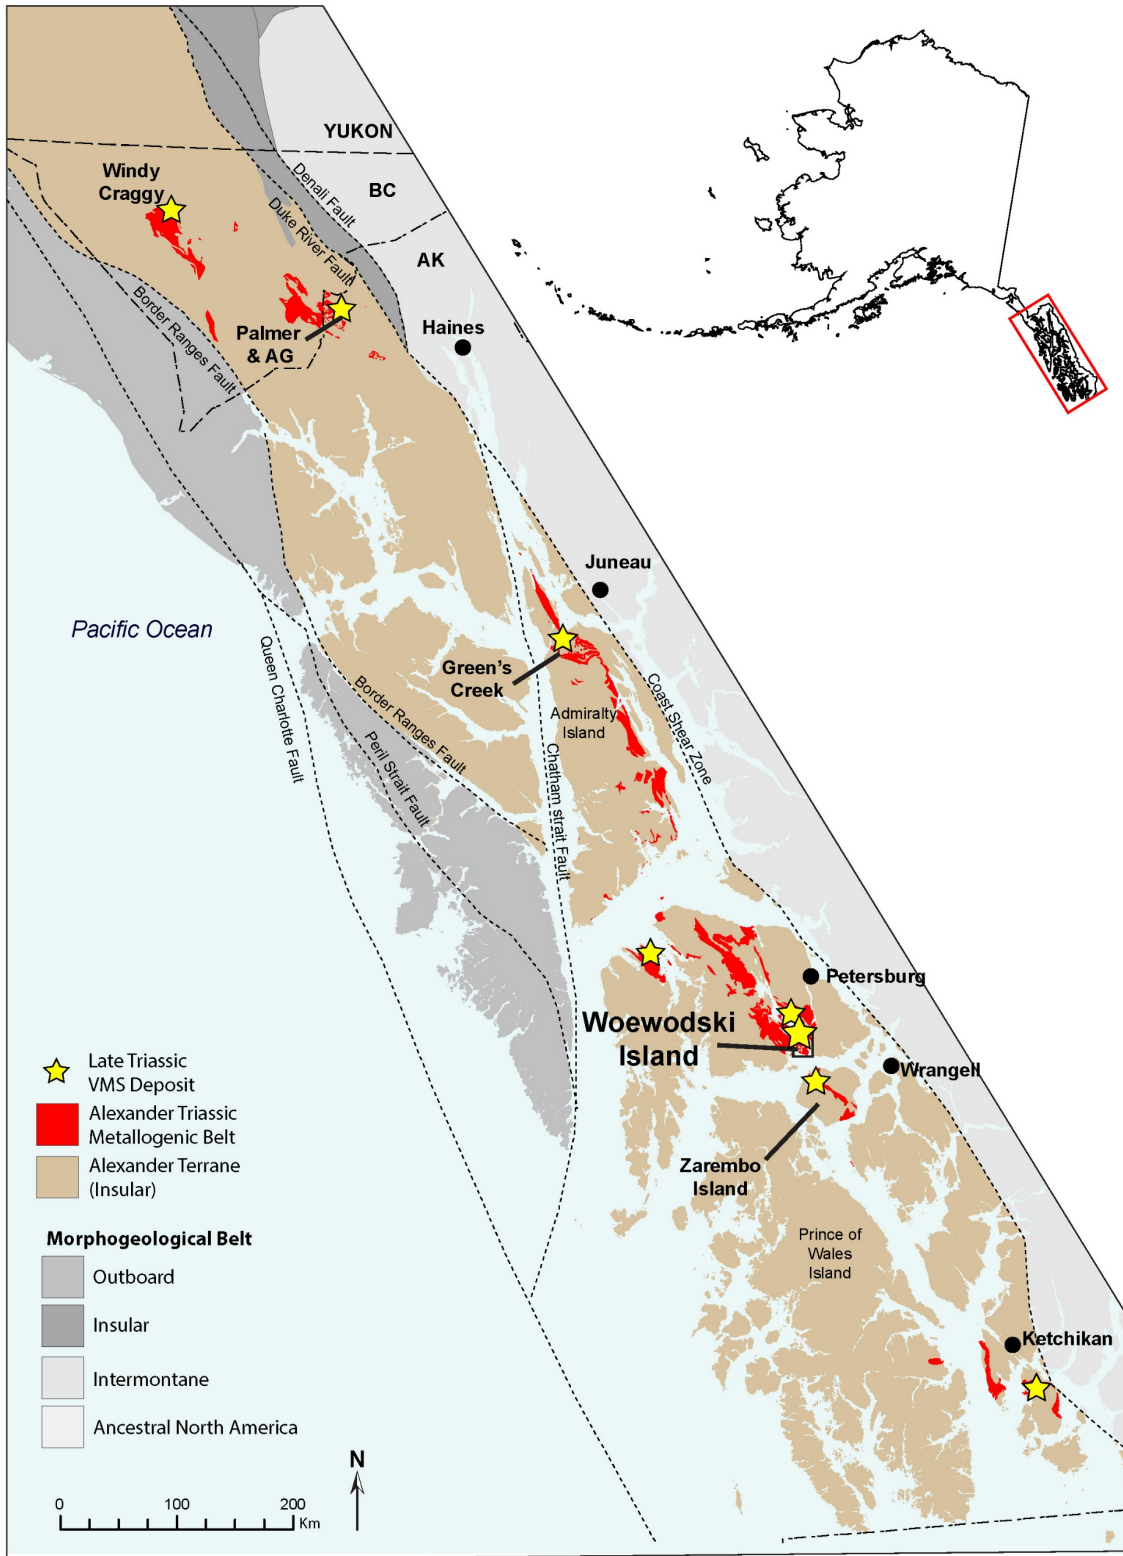 YUKON
Windy
Craggy
Denali Fault
BC
Duke River Fault
AK
Border Ranges Fault
Haines
Palmer
& AG
Juneau
Pacific Ocean
Queen Charlotte Fault
Green's
Creek
Border Ranges Fault
Coast Shear Zone
Admiralty
Island
Peril Strait Fault
Chatham strait Fault
Petersburg
Woewodski
Island
Wrangell
Zarembo
Island
Prince of
Wales
Island
Ketchikan
Late Triassic
VMS Deposit
Alexander Triassic
Metallogenic Belt
Alexander Terrane
(Insular)
Morphogeological Belt
Outboard
Insular
Intermontane
Ancestral North America
N
0 100 200
Km